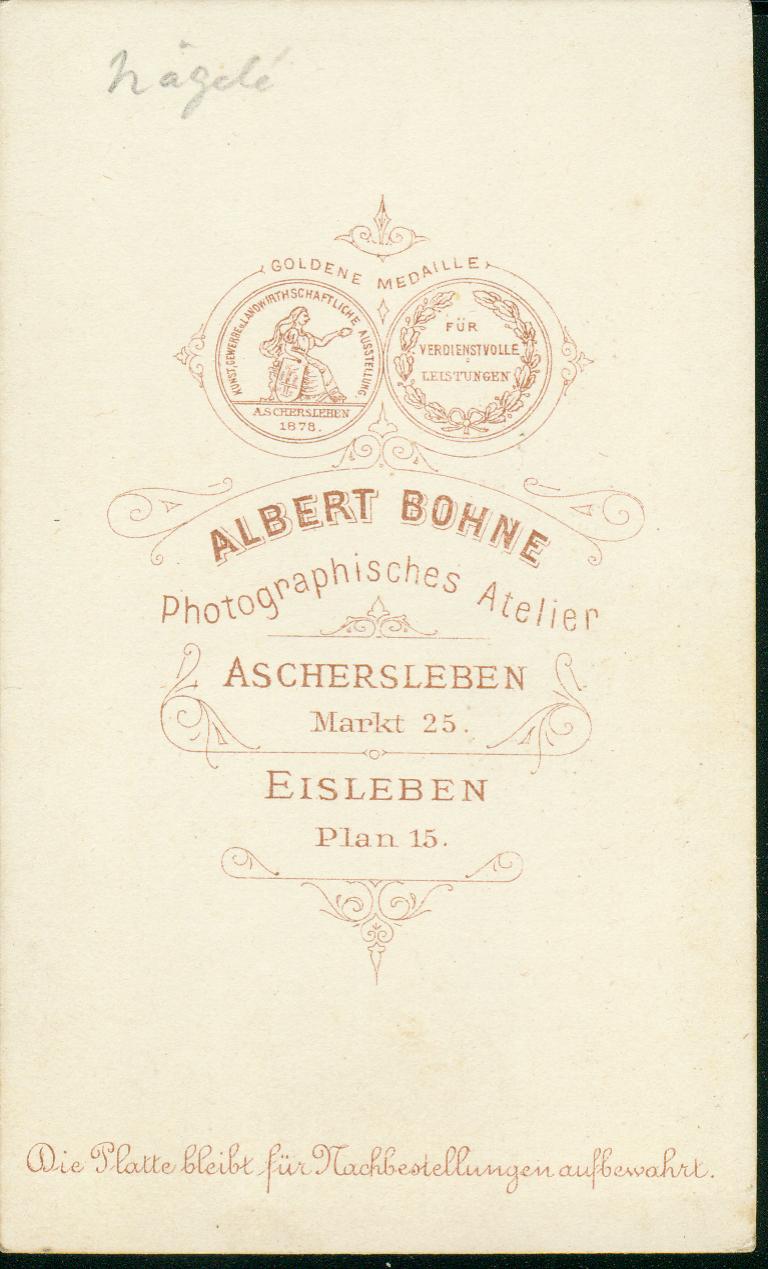 Nägelé
GOLDENE MEDAILLE
KUNST, GEWERBE u. LANDWIRTHSCHAFTLICHE AUSSTELLUNG
ASCHERSLEBEN
1878.
FÜR
VERDIENSTVOLLE
LEISTUNGEN
ALBERT BOHNE
Photographisches Atelier
ASCHERSLEBEN
Markt 25.
EISLEBEN
Plan 15.
Die Platte bleibt für Nachbestellungen aufbewahrt.